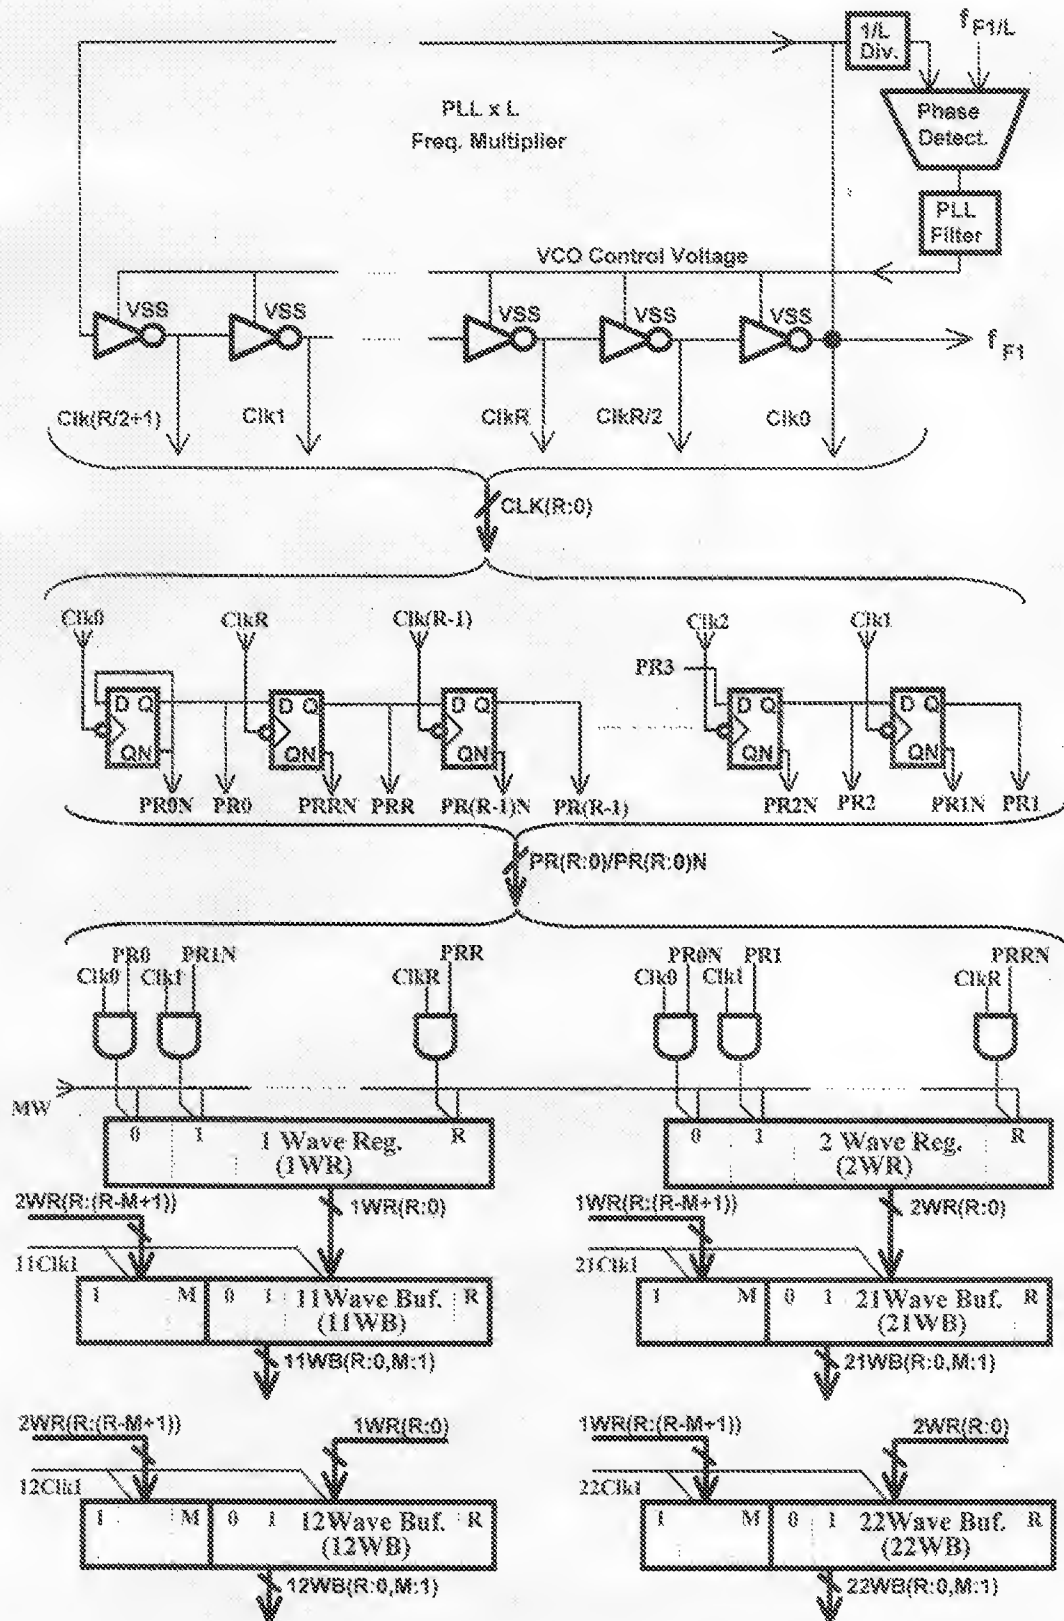 1/L
Div.
f F1/L
PLL x L
Freq. Multiplier
Phase
Detect.
PLL
Filter
VCO Control Voltage
VSS VSS VSS VSS VSS
f F1
Clk(R/2+1) Clk1 ClkR ClkR/2 Clk0
CLK(R:0)
Clk0 ClkR Clk(R-1) Clk2 Clk1
PR3
D Q D Q D Q D Q D Q
QN QN QN QN QN
PR0N PR0 PRRN PRR PR(R-1)N PR(R-1) PR2N PR2 PR1N PR1
PR(R:0)/PR(R:0)N
PR0 PR1N PRR PR0N PR1 PRRN
Clk0 Clk1 ClkR Clk0 Clk1 ClkR
MW
0 1 1 Wave Reg. R 0 1 2 Wave Reg. R
(1WR) (2WR)
2WR(R:(R-M+1)) 1WR(R:0) 1WR(R:(R-M+1)) 2WR(R:0)
11Clk1 21Clk1
1 M 0 1 11Wave Buf. R 1 M 0 1 21Wave Buf. R
(11WB) (21WB)
11WB(R:0,M:1) 21WB(R:0,M:1)
2WR(R:(R-M+1)) 1WR(R:0) 1WR(R:(R-M+1)) 2WR(R:0)
12Clk1 22Clk1
1 M 0 1 12Wave Buf. R 1 M 0 1 22Wave Buf. R
(12WB) (22WB)
12WB(R:0,M:1) 22WB(R:0,M:1)